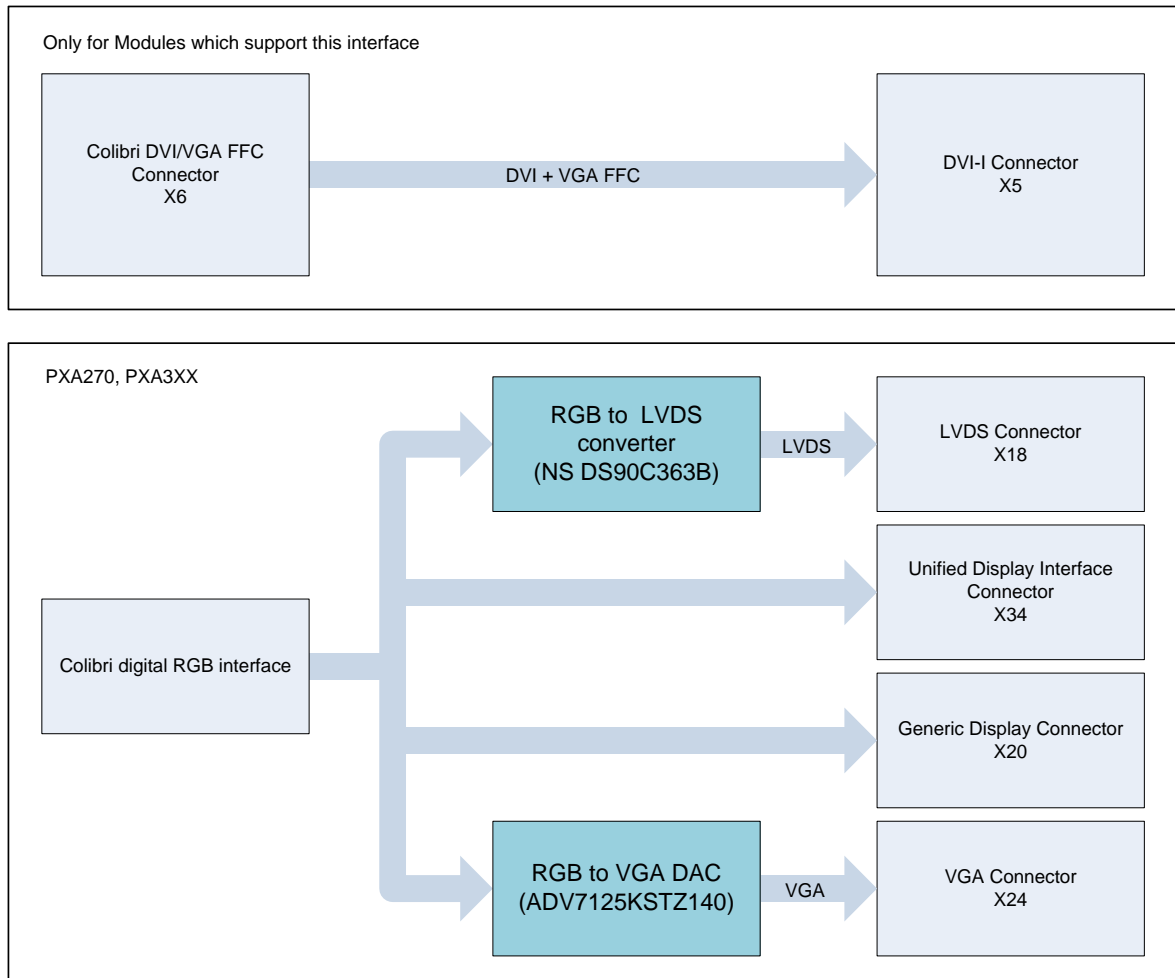 Only for Modules which support this interface
Colibri DVI/VGA FFC
Connector
X6
DVI + VGA FFC
DVI-I Connector
X5
PXA270, PXA3XX
RGB to LVDS
converter
(NS DS90C363B)
LVDS
LVDS Connector
X18
Unified Display Interface
Connector
X34
Colibri digital RGB interface
Generic Display Connector
X20
RGB to VGA DAC
(ADV7125KSTZ140)
VGA
VGA Connector
X24